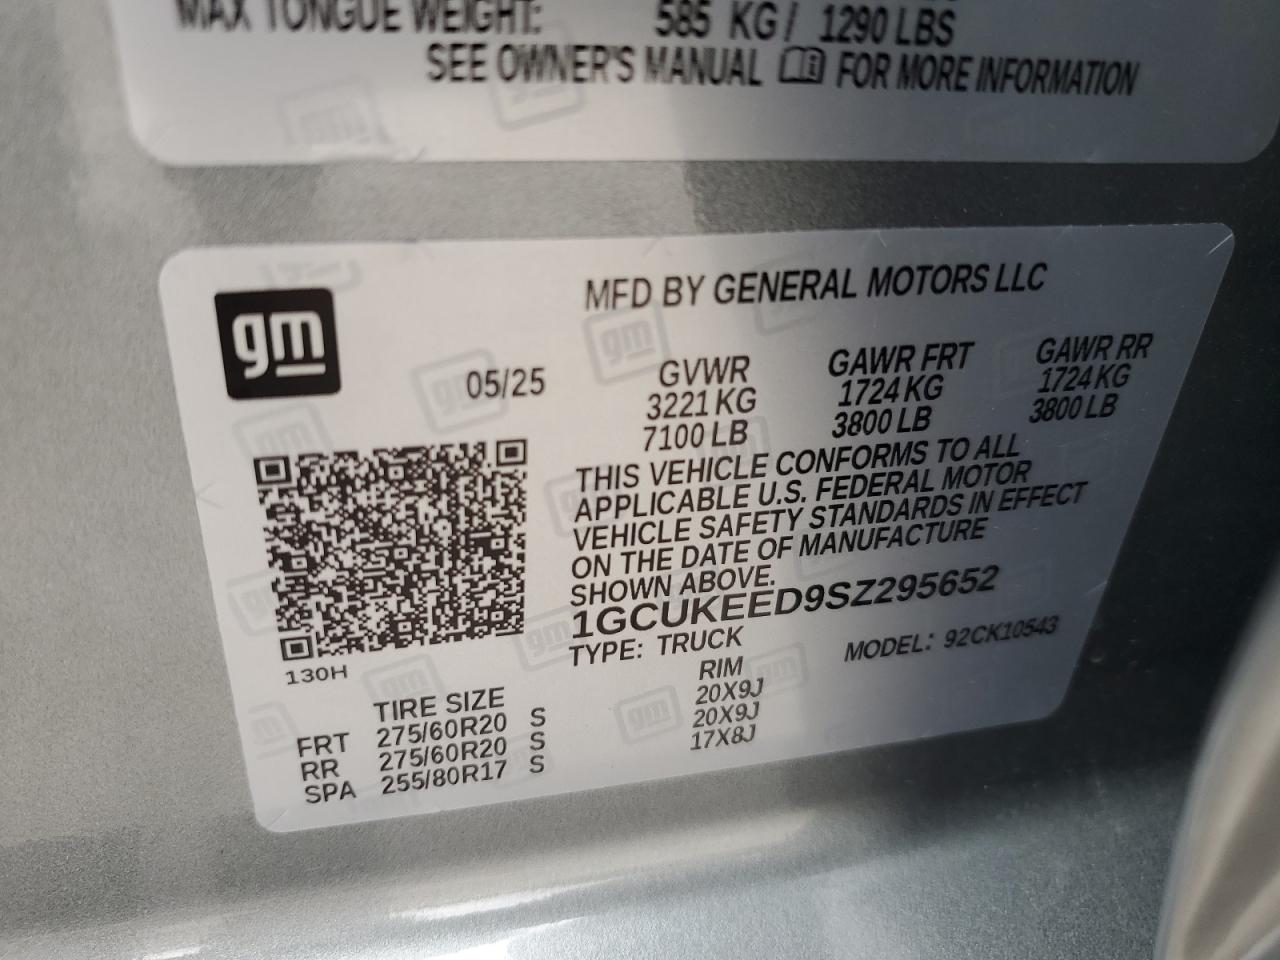 MAX TONGUE WEIGHT: 585 KG / 1290 LBS
SEE OWNER'S MANUAL FOR MORE INFORMATION
gm
MFD BY GENERAL MOTORS LLC
05/25
GVWR GAWR FRT GAWR RR
3221 KG 1724 KG 1724 KG
7100 LB 3800 LB 3800 LB
THIS VEHICLE CONFORMS TO ALL
APPLICABLE U.S. FEDERAL MOTOR
VEHICLE SAFETY STANDARDS IN EFFECT
ON THE DATE OF MANUFACTURE
SHOWN ABOVE.
1GCUKEED9SZ295652
TYPE: TRUCK MODEL: 92CK10543
130H
TIRE SIZE RIM
FRT 275/60R20 S 20X9J
RR 275/60R20 S 20X9J
SPA 255/80R17 S 17X8J